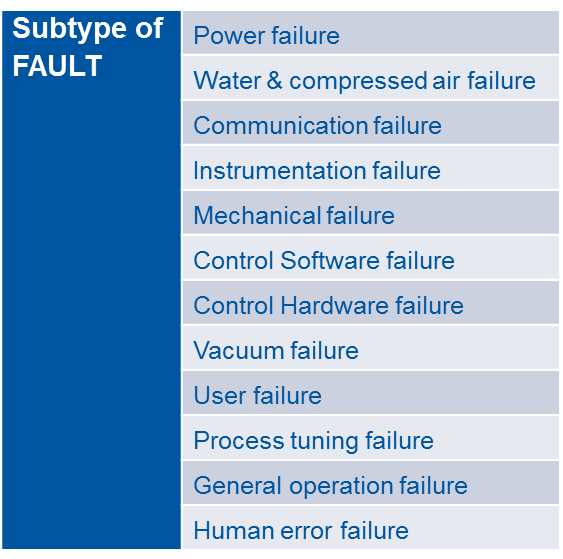 Subtype of
FAULT
Power failure
Water & compressed air failure
Communication failure
Instrumentation failure
Mechanical failure
Control Software failure
Control Hardware failure
Vacuum failure
User failure
Process tuning failure
General operation failure
Human error failure